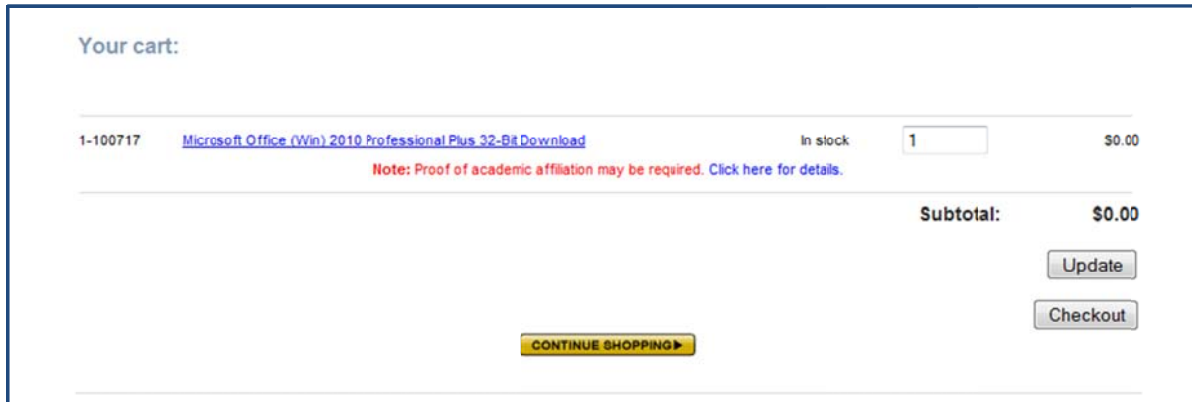 Your cart:
1-100717 Microsoft Office (Win) 2010 Professional Plus 32-Bit Download In stock 1 $0.00
Note: Proof of academic affiliation may be required. Click here for details.
Subtotal: $0.00
Update
Checkout
CONTINUE SHOPPING